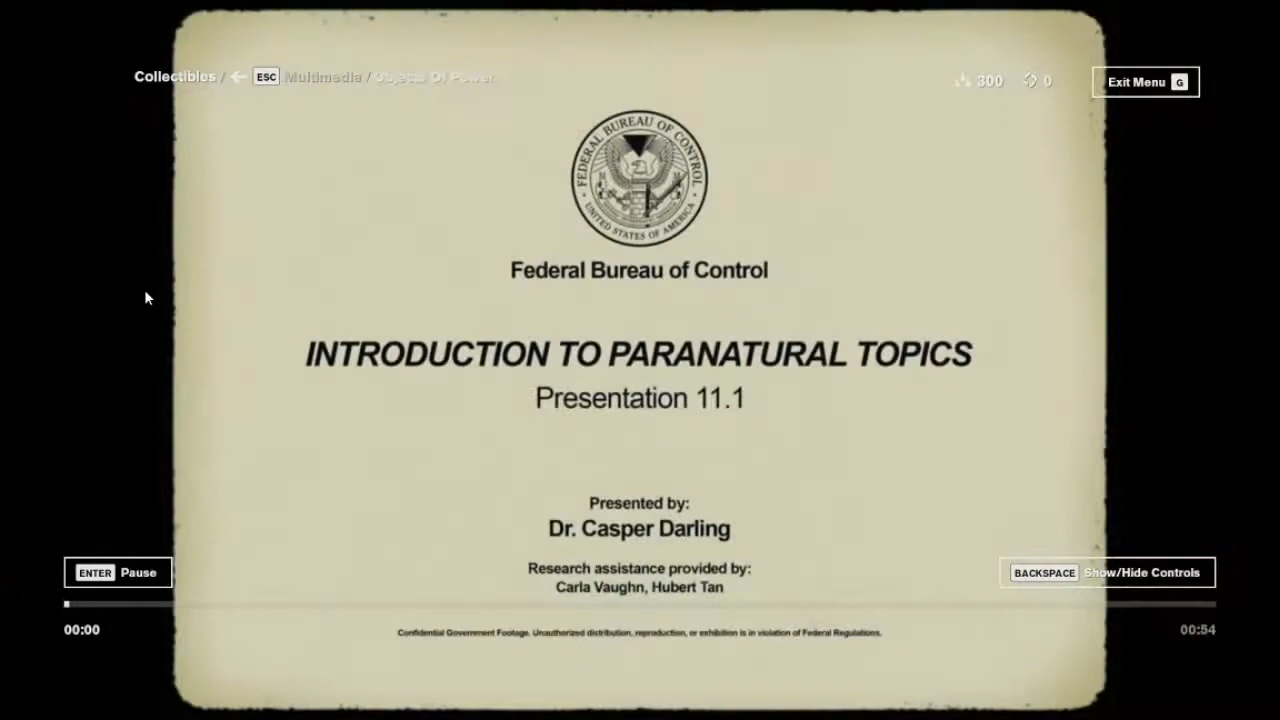 Collectibles / ← ESC Multimedia / Objects Of Power
300 0
Exit Menu G
FEDERAL BUREAU OF CONTROL
UNITED STATES OF AMERICA
Federal Bureau of Control
INTRODUCTION TO PARANATURAL TOPICS
Presentation 11.1
Presented by:
Dr. Casper Darling
Research assistance provided by:
Carla Vaughn, Hubert Tan
ENTER Pause
BACKSPACE Show/Hide Controls
00:00
00:54
Confidential Government Footage. Unauthorized distribution, reproduction, or exhibition is in violation of Federal Regulations.